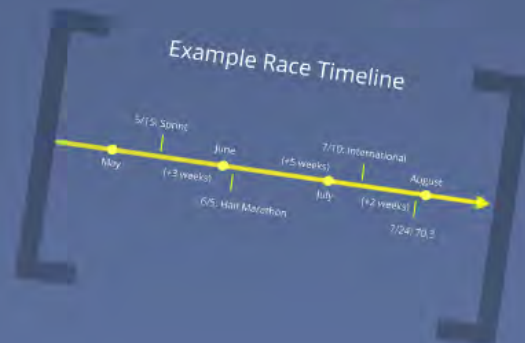 Example Race Timeline
5/15: Sprint
May
(+3 weeks)
June
6/5: Half Marathon
(+5 weeks)
July
7/10: International
(+2 weeks)
August
7/24: 70.3